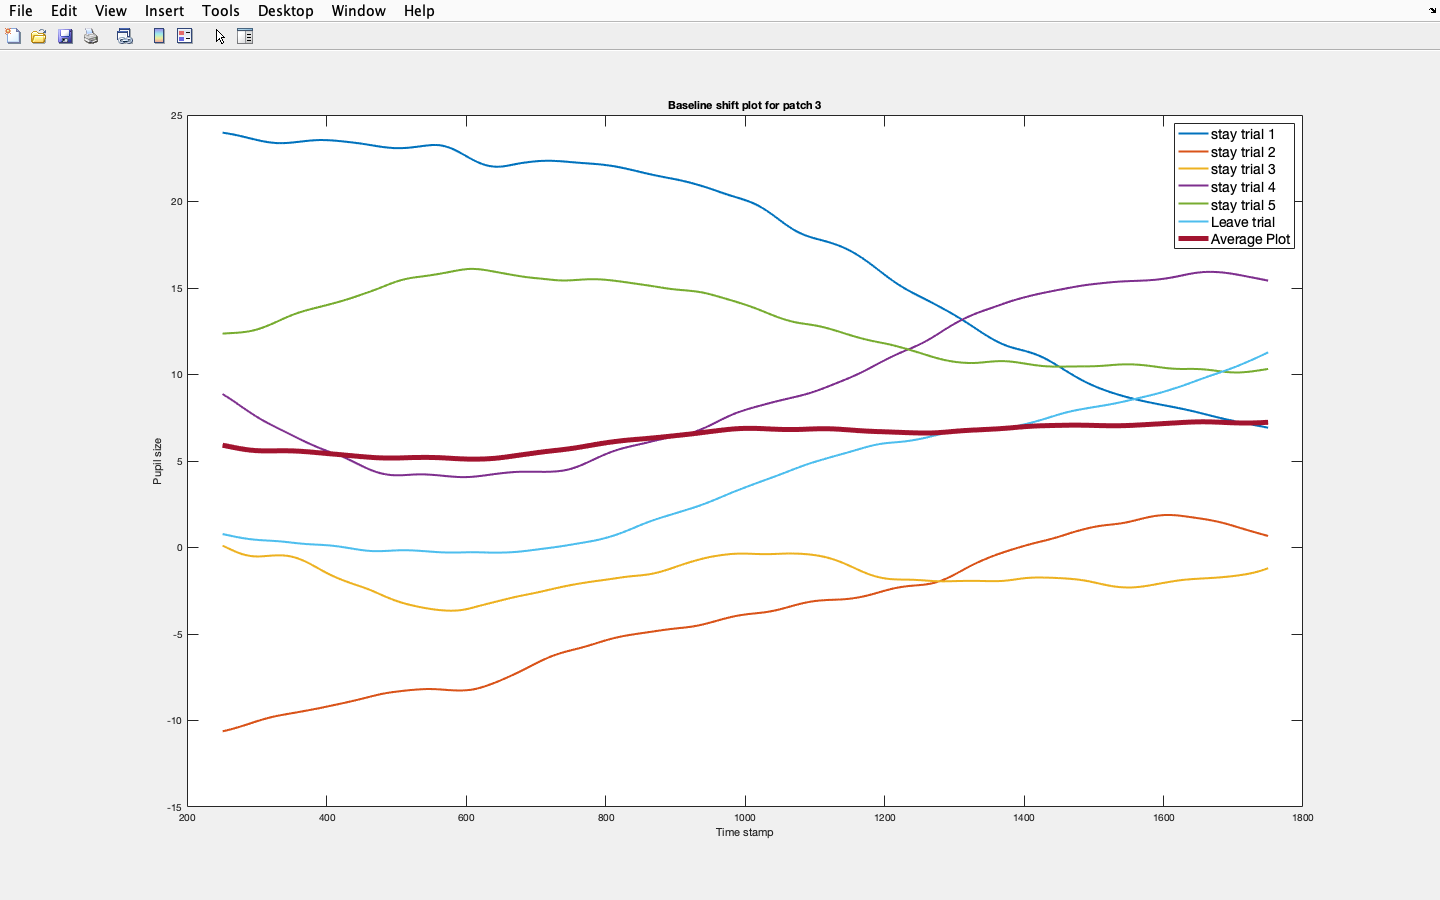 File Edit View Insert Tools Desktop Window Help
Baseline shift plot for patch 3
25
20
15
10
5
0
-5
-10
-15
Pupil size
stay trial 1
stay trial 2
stay trial 3
stay trial 4
stay trial 5
Leave trial
Average Plot
200 400 600 800 1000 1200 1400 1600 1800
Time stamp